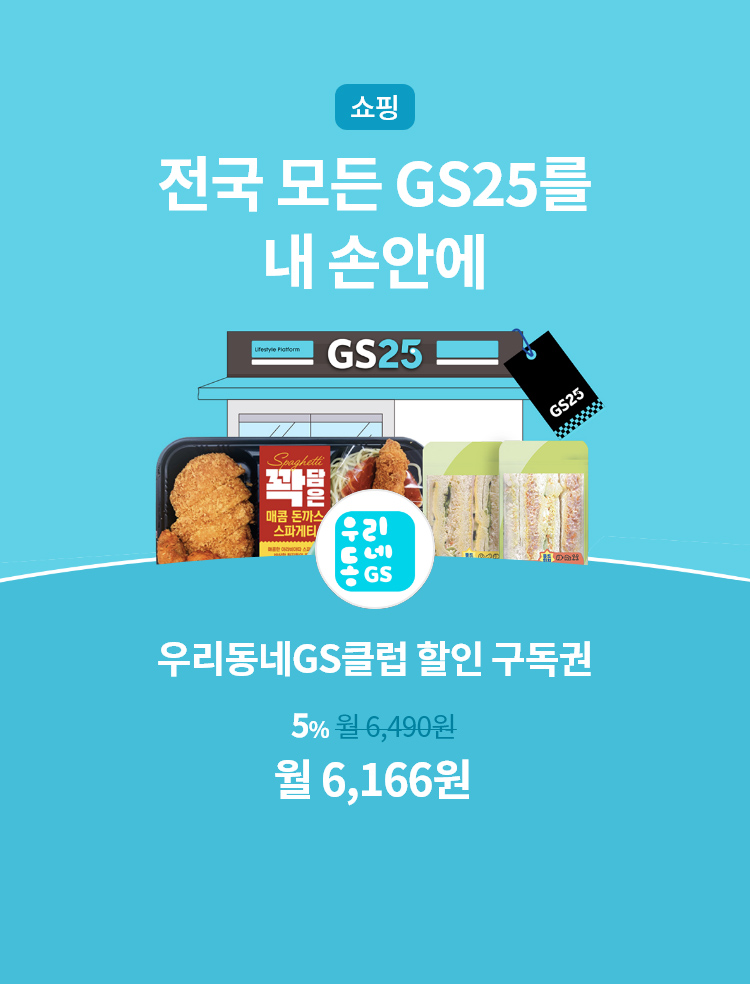 쇼핑
전국 모든 GS25를
내 손안에
Lifestyle Platform
GS25
GS25
Spaghetti
꽉 담은
매콤 돈까스
스파게티
우리
동네
GS
우리동네GS클럽 할인 구독권
5% 월 6,490원
월 6,166원